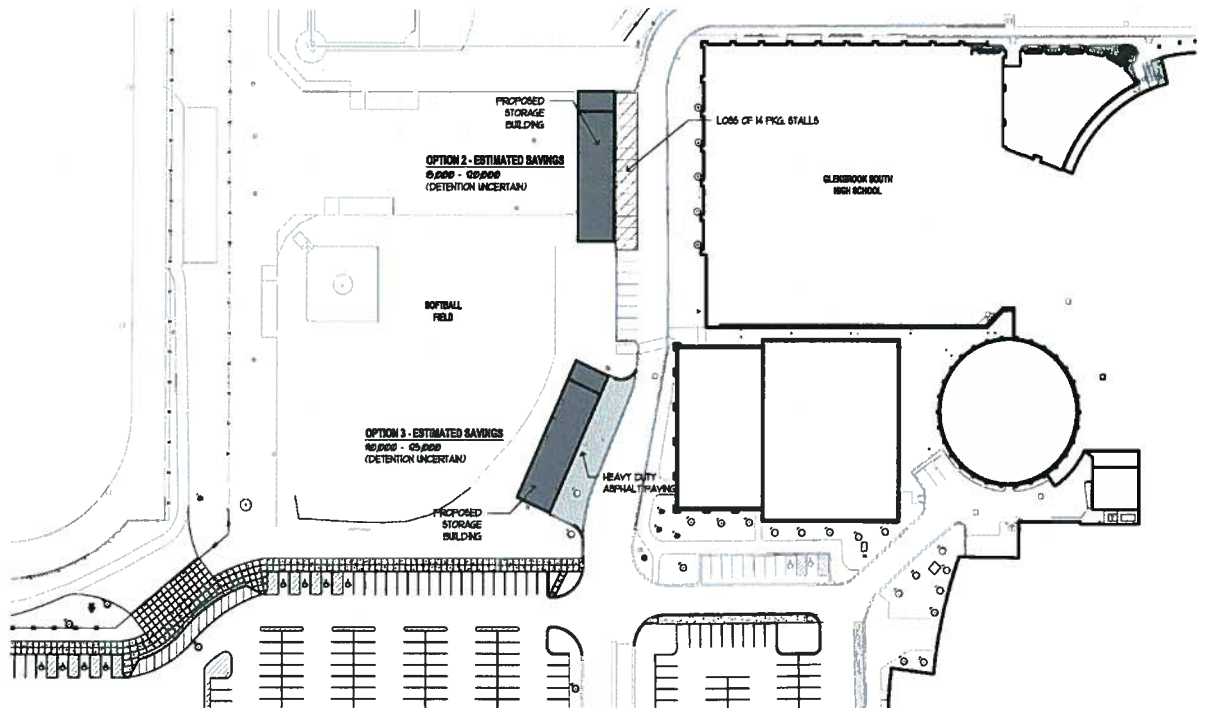 PROPOSED
STORAGE
BUILDING
LOSS OF 14 PKG. STALLS
OPTION 2 - ESTIMATED SAVINGS
(DETENTION UNCERTAIN)
GLENBROOK SOUTH
HIGH SCHOOL
SOFTBALL
FIELD
OPTION 3 - ESTIMATED SAVINGS
(DETENTION UNCERTAIN)
HEAVY DUTY
ASPHALT PAVING
PROPOSED
STORAGE
BUILDING